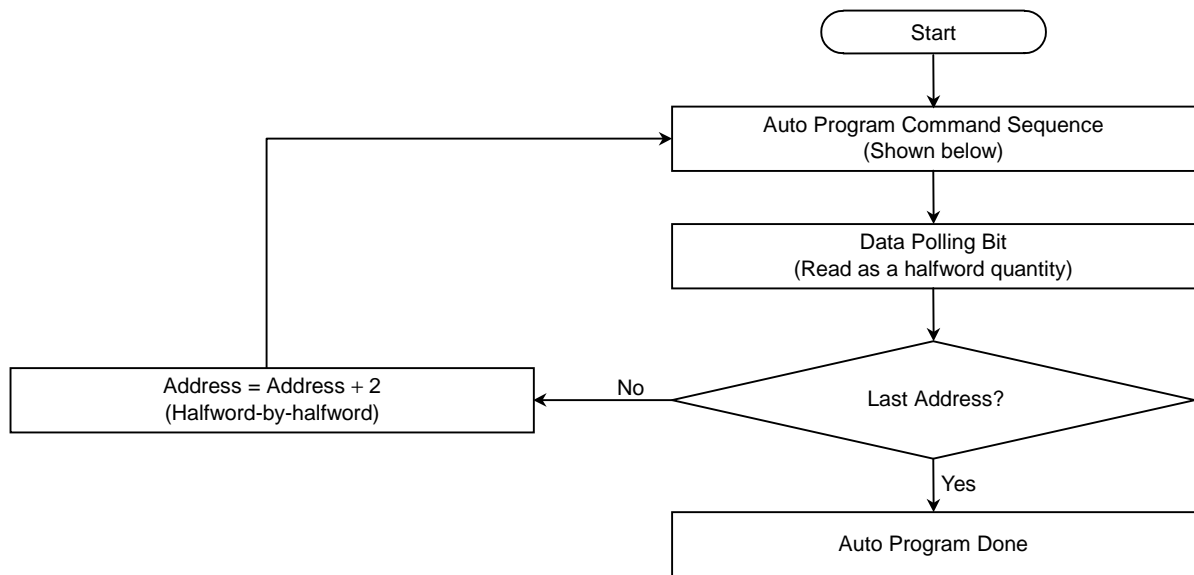 Start
Auto Program Command Sequence
(Shown below)
Data Polling Bit
(Read as a halfword quantity)
Address = Address + 2
(Halfword-by-halfword)
No
Last Address?
Yes
Auto Program Done